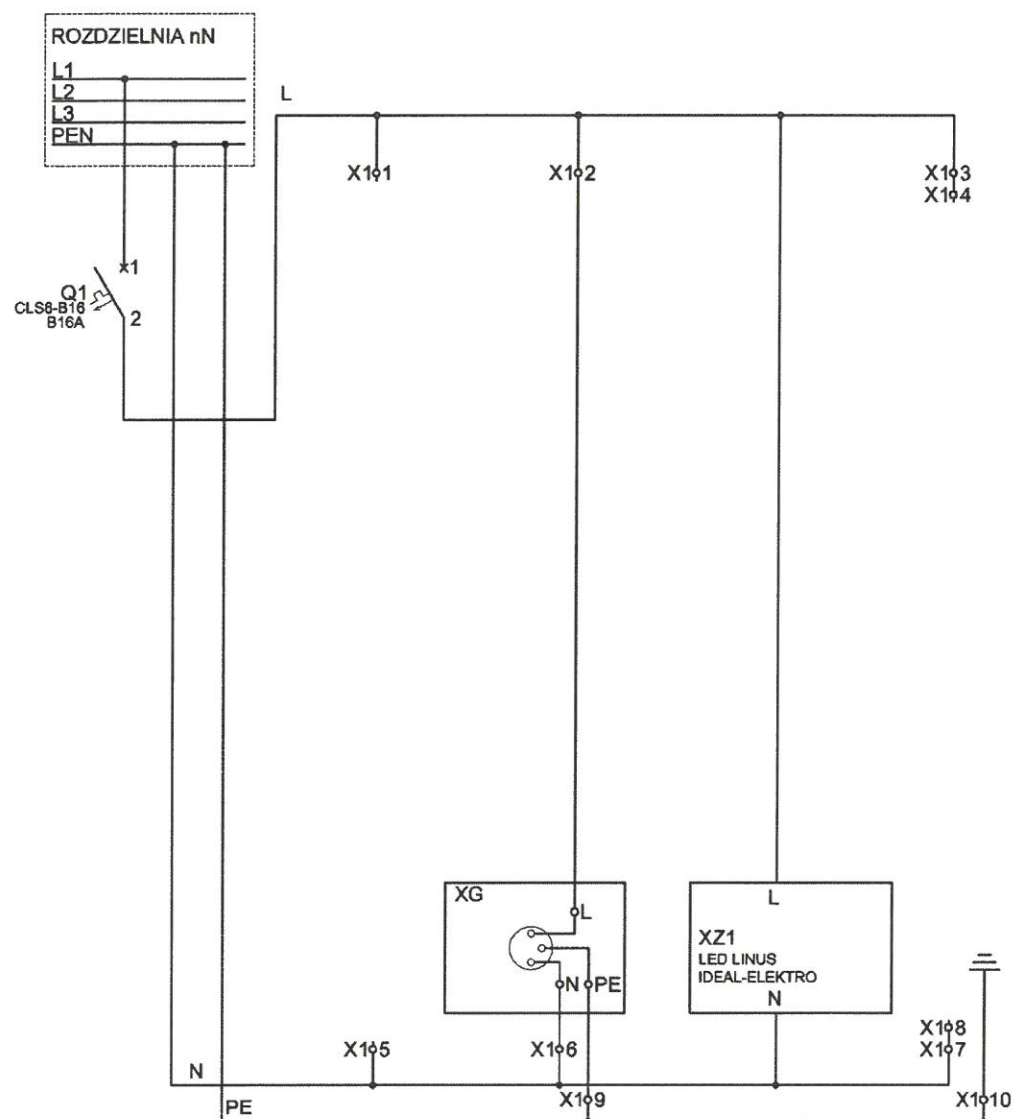 ROZDZIELNIA nN
L1
L2
L3
PEN
L
X1 1
X1 2
X1 3
X1 4
1
Q1
CLS6-B16
B16A
2
XG
L
N
PE
L
XZ1
LED LINUS
IDEAL-ELEKTRO
N
X1 8
X1 5
X1 6
X1 7
N
PE
X1 9
X1 10